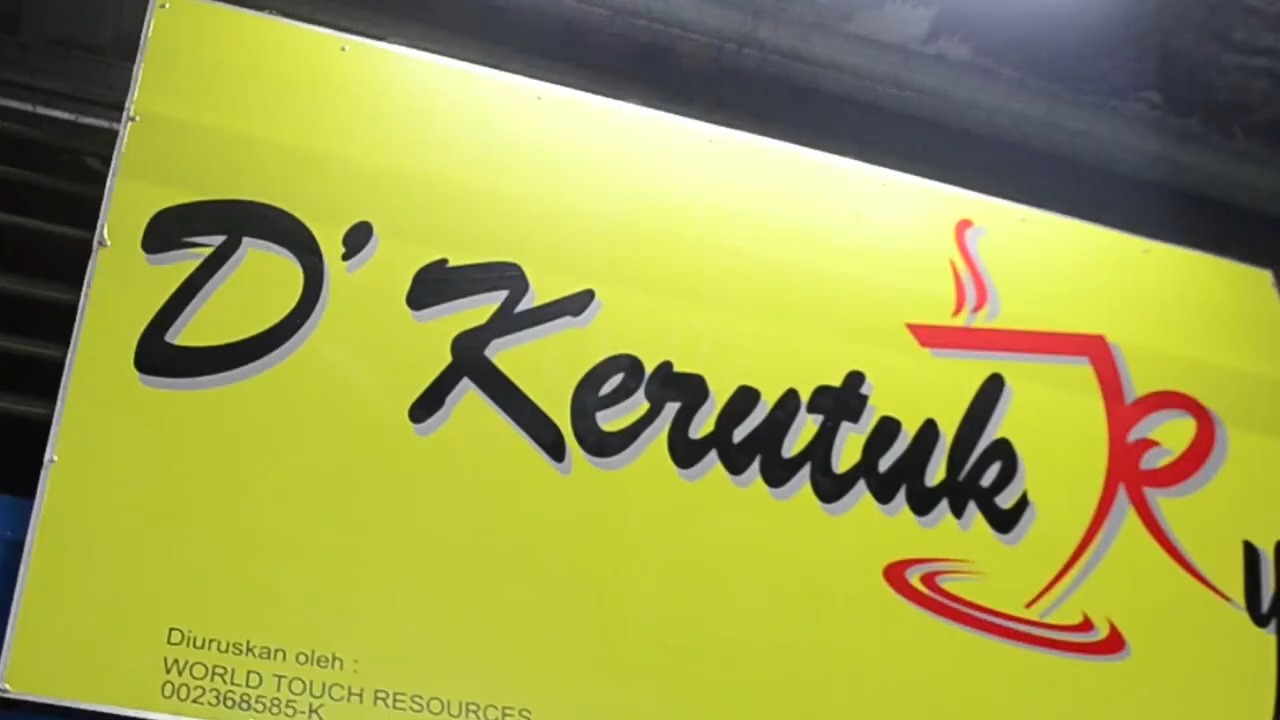 D' Kerutuk R
Diuruskan oleh :
WORLD TOUCH RESOURCES
002368585-K